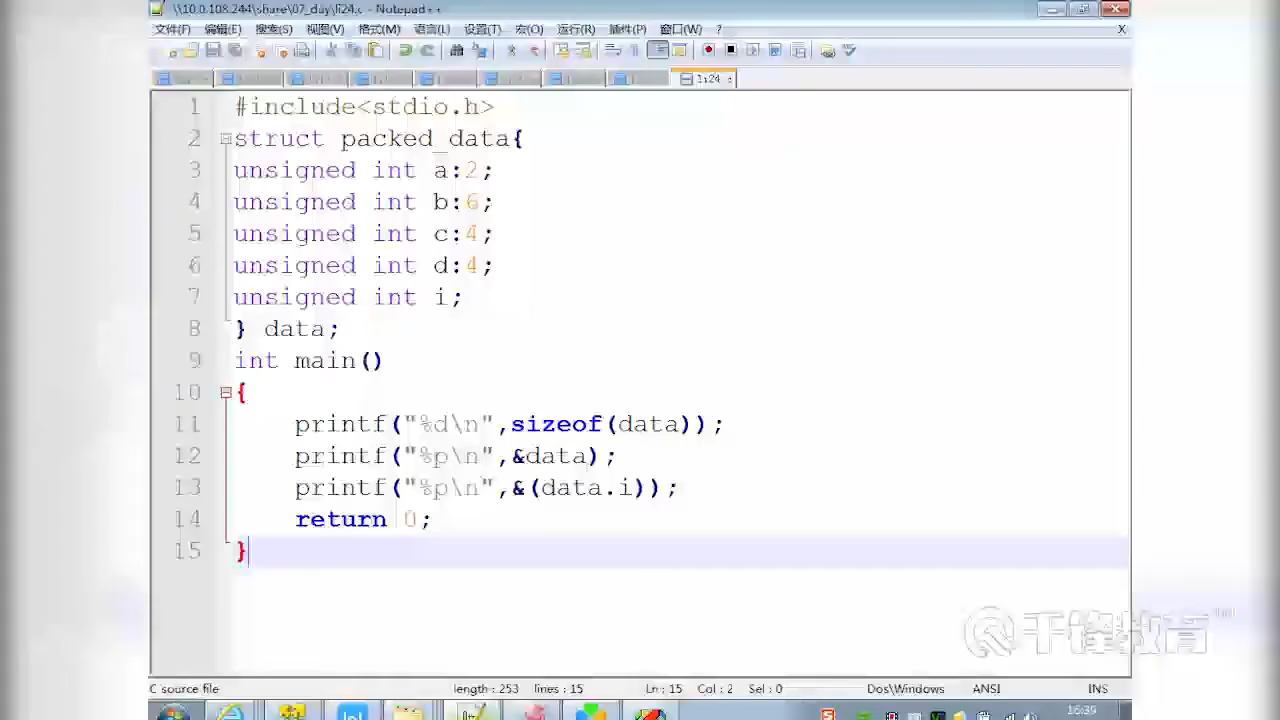 \\10.0.108.244\share\07_day\li24.c - Notepad++
文件(F) 编辑(E) 搜索(S) 视图(V) 格式(M) 语言(L) 设置(T) 宏(O) 运行(R) 插件(P) 窗口(W) ? X
li24
1 #include<stdio.h>
2 struct packed_data{
3 unsigned int a:2;
4 unsigned int b:6;
5 unsigned int c:4;
6 unsigned int d:4;
7 unsigned int i;
8 } data;
9 int main()
10 {
11 printf("%d\n",sizeof(data));
12 printf("%p\n",&data);
13 printf("%p\n",&(data.i));
14 return 0;
15 }
千锋教育
C source file length : 253 lines : 15 Ln : 15 Col : 2 Sel : 0 Dos\Windows ANSI INS
16:39